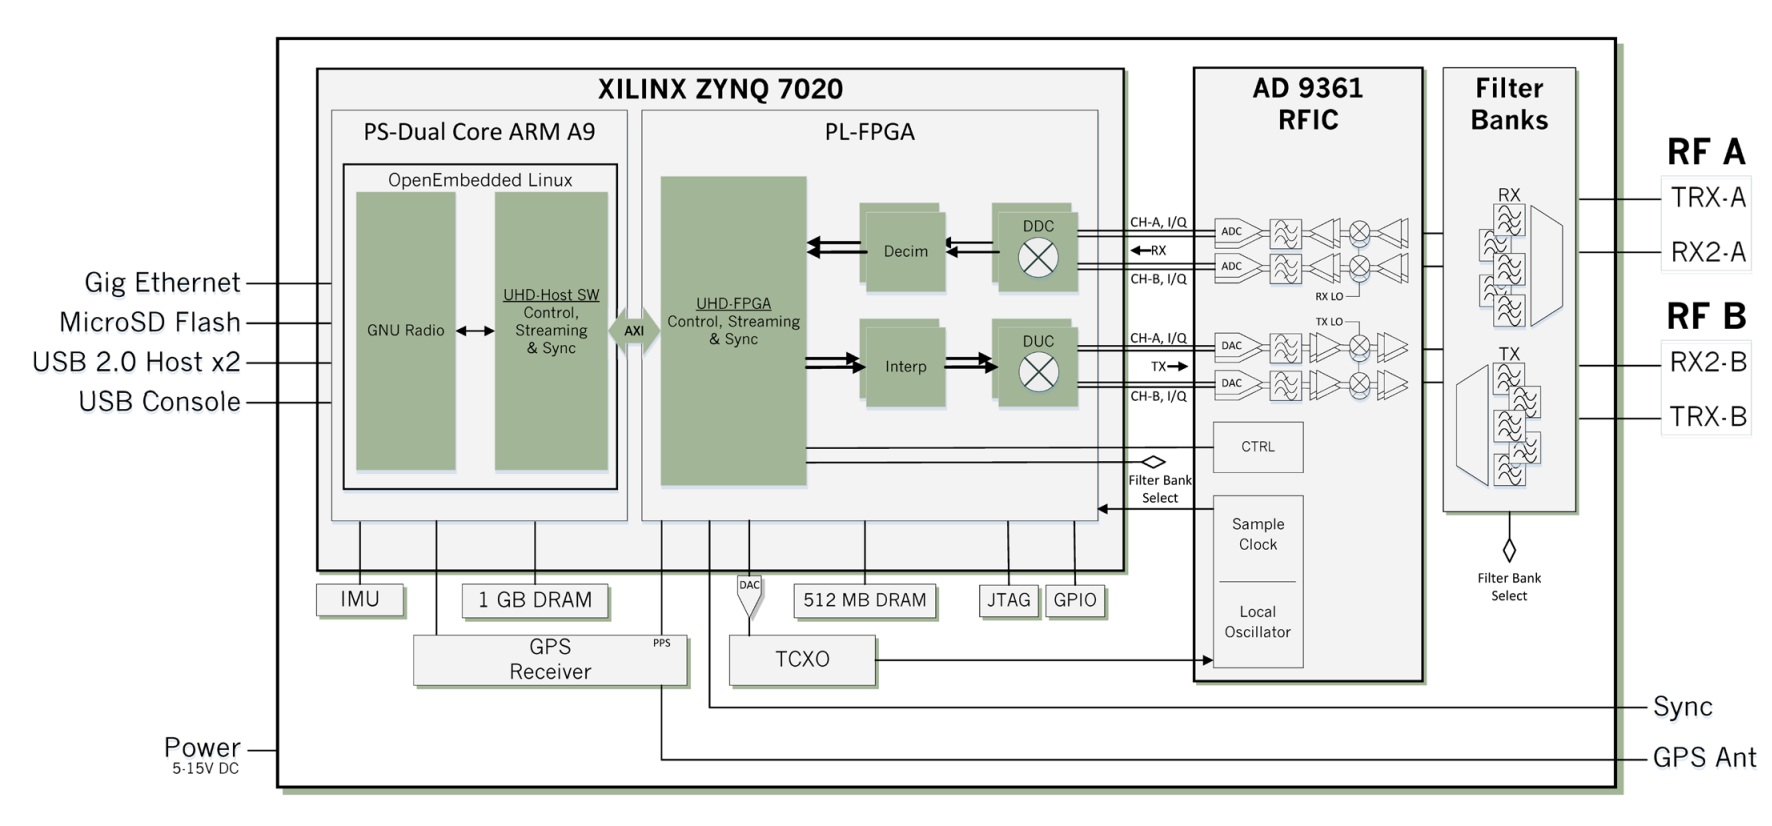 XILINX ZYNQ 7020
PS-Dual Core ARM A9
OpenEmbedded Linux
GNU Radio
UHD-Host SW
Control,
Streaming
& Sync
AXI
PL-FPGA
UHD-FPGA
Control, Streaming
& Sync
Decim
DDC
Interp
DUC
CH-A, I/Q
RX
CH-B, I/Q
CH-A, I/Q
TX
CH-B, I/Q
Filter Bank
Select
AD 9361
RFIC
ADC
ADC
RX LO
TX LO
DAC
DAC
CTRL
Sample
Clock
Local
Oscillator
Filter
Banks
RX
TX
Filter Bank
Select
RF A
TRX-A
RX2-A
RF B
RX2-B
TRX-B
Gig Ethernet
MicroSD Flash
USB 2.0 Host x2
USB Console
IMU
1 GB DRAM
DAC
512 MB DRAM
JTAG
GPIO
GPS
Receiver
PPS
TCXO
Sync
Power
5-15V DC
GPS Ant